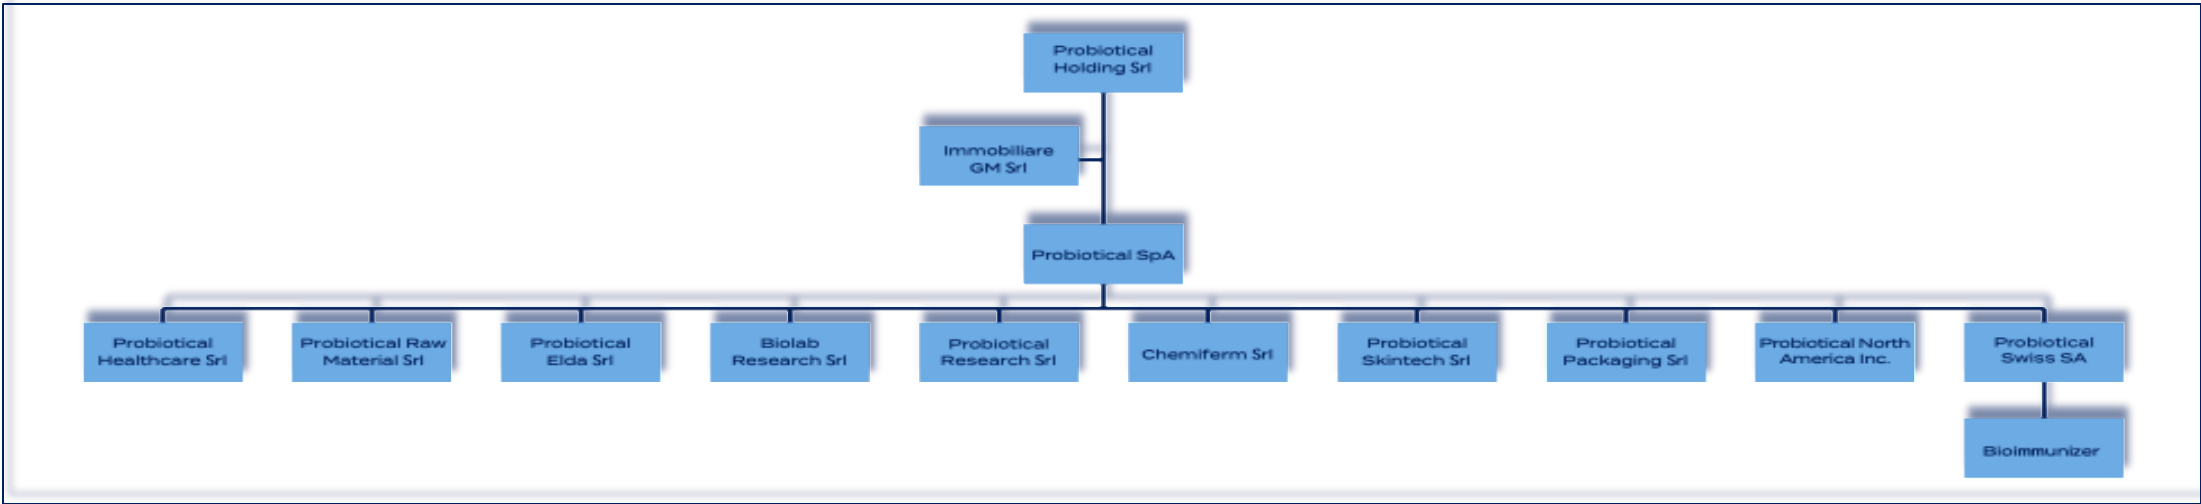 Probiotical
Holding Srl
Immobiliare
GM Srl
Probiotical SpA
Probiotical
Healthcare Srl
Probiotical Raw
Material Srl
Probiotical
Elda Srl
Biolab
Research Srl
Probiotical
Research Srl
Chemiferm Srl
Probiotical
Skintech Srl
Probiotical
Packaging Srl
Probiotical North
America Inc.
Probiotical
Swiss SA
Bioimmunizer